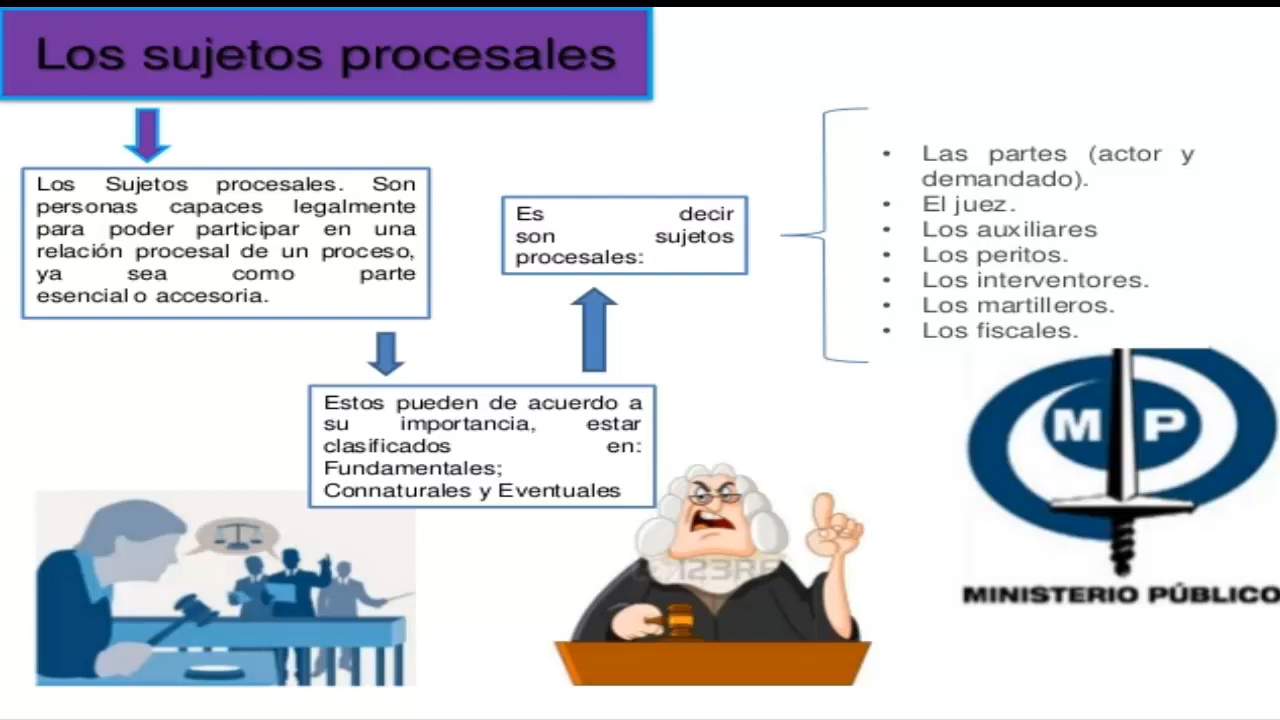 Los sujetos procesales
Los Sujetos procesales. Son
personas capaces legalmente
para poder participar en una
relación procesal de un proceso,
ya sea como parte
esencial o accesoria.
Estos pueden de acuerdo a
su importancia, estar
clasificados en:
Fundamentales;
Connaturales y Eventuales
Es decir
son sujetos
procesales:
• Las partes (actor y
demandado).
• El juez.
• Los auxiliares
• Los peritos.
• Los interventores.
• Los martilleros.
• Los fiscales.
MP
MINISTERIO PÚBLICO